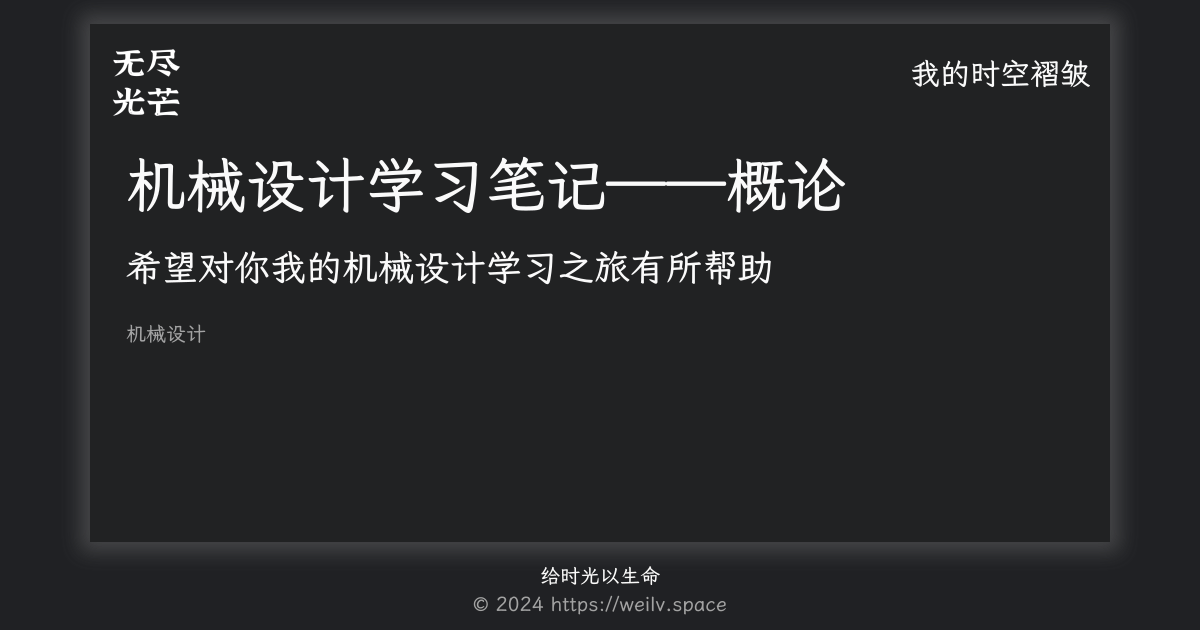 无尽
光芒
我的时空褶皱
机械设计学习笔记——概论
希望对你我的机械设计学习之旅有所帮助
机械设计
给时光以生命
© 2024 https://weilv.space